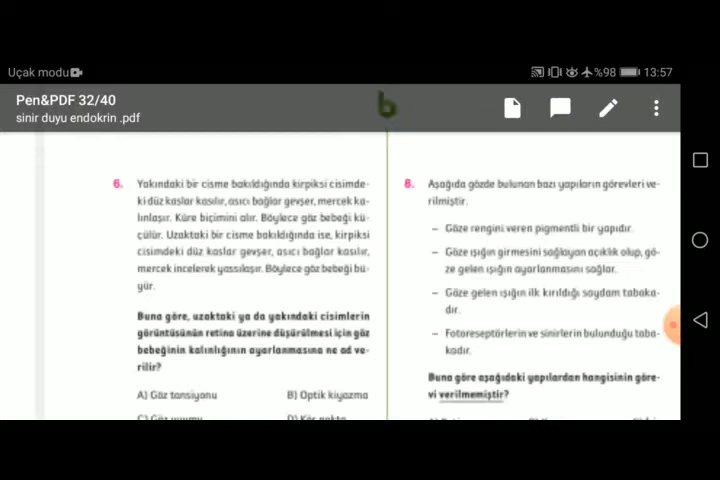 Uçak modu
%98 13:57
Pen&PDF 32/40
sinir duyu endokrin .pdf
b
6. Yakındaki bir cisme bakıldığında kirpiksi cisimde-
ki düz kaslar kasılır, asıcı bağlar gevşer, mercek ka-
lınlaşır. Küre biçimini alır. Böylece göz bebeği kü-
çülür. Uzaktaki bir cisme bakıldığında ise, kirpiksi
cisimdeki düz kaslar gevşer, asıcı bağlar kasılır,
mercek incelerek yassılaşır. Böylece göz bebeği bü-
yür.
Buna göre, uzaktaki ya da yakındaki cisimlerin
görüntüsünün retina üzerine düşürülmesi için göz
bebeğinin kalınlığının ayarlanmasına ne ad ve-
rilir?
A) Göz tansiyonu B) Optik kiyazma
C) Göz uyumu D) Kör nokta
8. Aşağıda gözde bulunan bazı yapıların görevleri ve-
rilmiştir.
– Göze rengini veren pigmentli bir yapıdır.
– Göze ışığın girmesini sağlayan açıklık olup, gö-
ze gelen ışığın ayarlanmasını sağlar.
– Göze gelen ışığın ilk kırıldığı saydam tabaka-
dır.
– Fotoreseptörlerin ve sinirlerin bulunduğu taba-
kadır.
Buna göre aşağıdaki yapılardan hangisinin göre-
vi verilmemiştir?